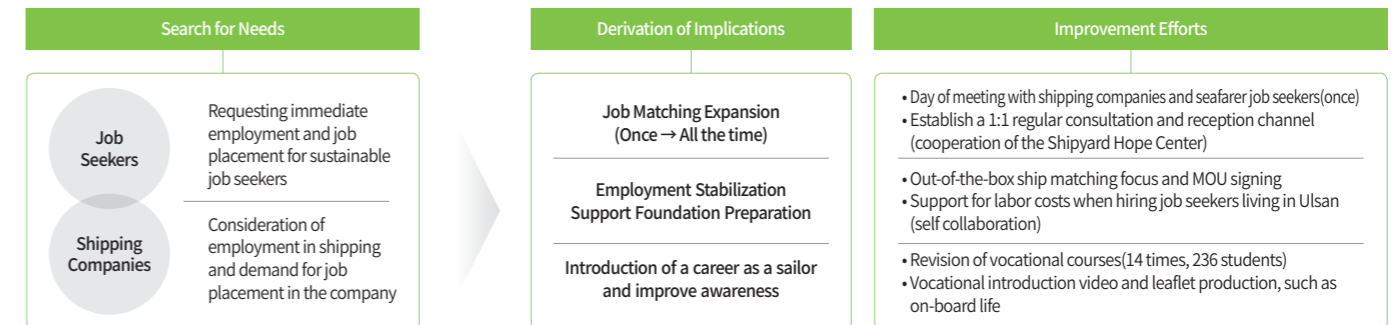 Search for Needs
Job
Seekers
Requesting immediate
employment and job
placement for sustainable
job seekers
Shipping
Companies
Consideration of
employment in shipping
and demand for job
placement in the company
Derivation of Implications
Job Matching Expansion
(Once → All the time)
Employment Stabilization
Support Foundation Preparation
Introduction of a career as a sailor
and improve awareness
Improvement Efforts
• Day of meeting with shipping companies and seafarer job seekers(once)
• Establish a 1:1 regular consultation and reception channel
(cooperation of the Shipyard Hope Center)
• Out-of-the-box ship matching focus and MOU signing
• Support for labor costs when hiring job seekers living in Ulsan
(self collaboration)
• Revision of vocational courses(14 times, 236 students)
• Vocational introduction video and leaflet production, such as
on-board life